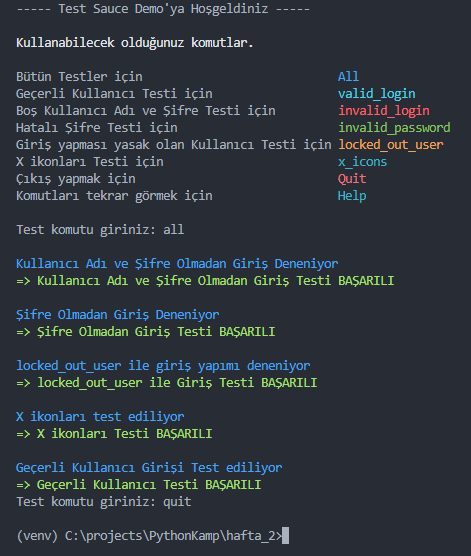 ----- Test Sauce Demo'ya Hoşgeldiniz -----
Kullanabilecek olduğunuz komutlar.
Bütün Testler için All
Geçerli Kullanıcı Testi için valid_login
Boş Kullanıcı Adı ve Şifre Testi için invalid_login
Hatalı Şifre Testi için invalid_password
Giriş yapması yasak olan Kullanıcı Testi için locked_out_user
X ikonları Testi için x_icons
Çıkış yapmak için Quit
Komutları tekrar görmek için Help
Test komutu giriniz: all
Kullanıcı Adı ve Şifre Olmadan Giriş Deneniyor
=> Kullanıcı Adı ve Şifre Olmadan Giriş Testi BAŞARILI
Şifre Olmadan Giriş Deneniyor
=> Şifre Olmadan Giriş Testi BAŞARILI
locked_out_user ile giriş yapımı deneniyor
=> locked_out_user ile Giriş Testi BAŞARILI
X ikonları test ediliyor
=> X ikonları Testi BAŞARILI
Geçerli Kullanıcı Girişi Test ediliyor
=> Geçerli Kullanıcı Testi BAŞARILI
Test komutu giriniz: quit
(venv) C:\projects\PythonKamp\hafta_2>